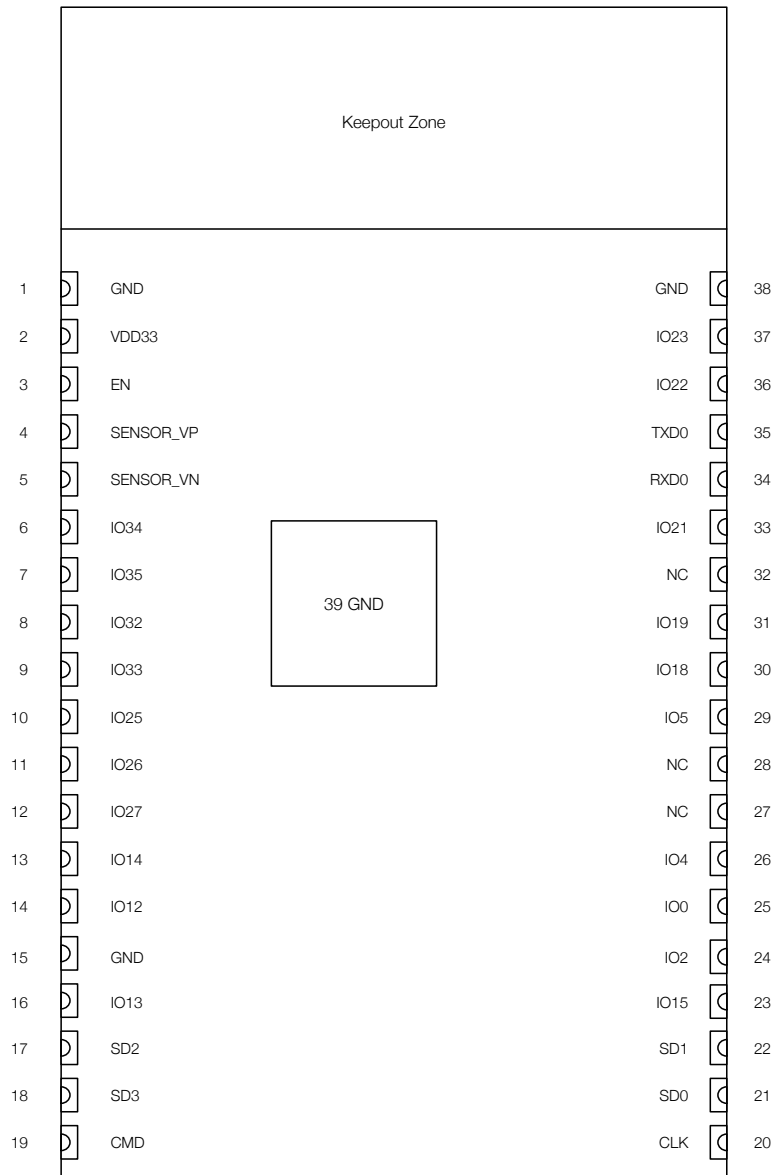 Keepout Zone
1 GND GND 38
2 VDD33 IO23 37
3 EN IO22 36
4 SENSOR_VP TXD0 35
5 SENSOR_VN RXD0 34
6 IO34 IO21 33
7 IO35 NC 32
39 GND
8 IO32 IO19 31
9 IO33 IO18 30
10 IO25 IO5 29
11 IO26 NC 28
12 IO27 NC 27
13 IO14 IO4 26
14 IO12 IO0 25
15 GND IO2 24
16 IO13 IO15 23
17 SD2 SD1 22
18 SD3 SD0 21
19 CMD CLK 20